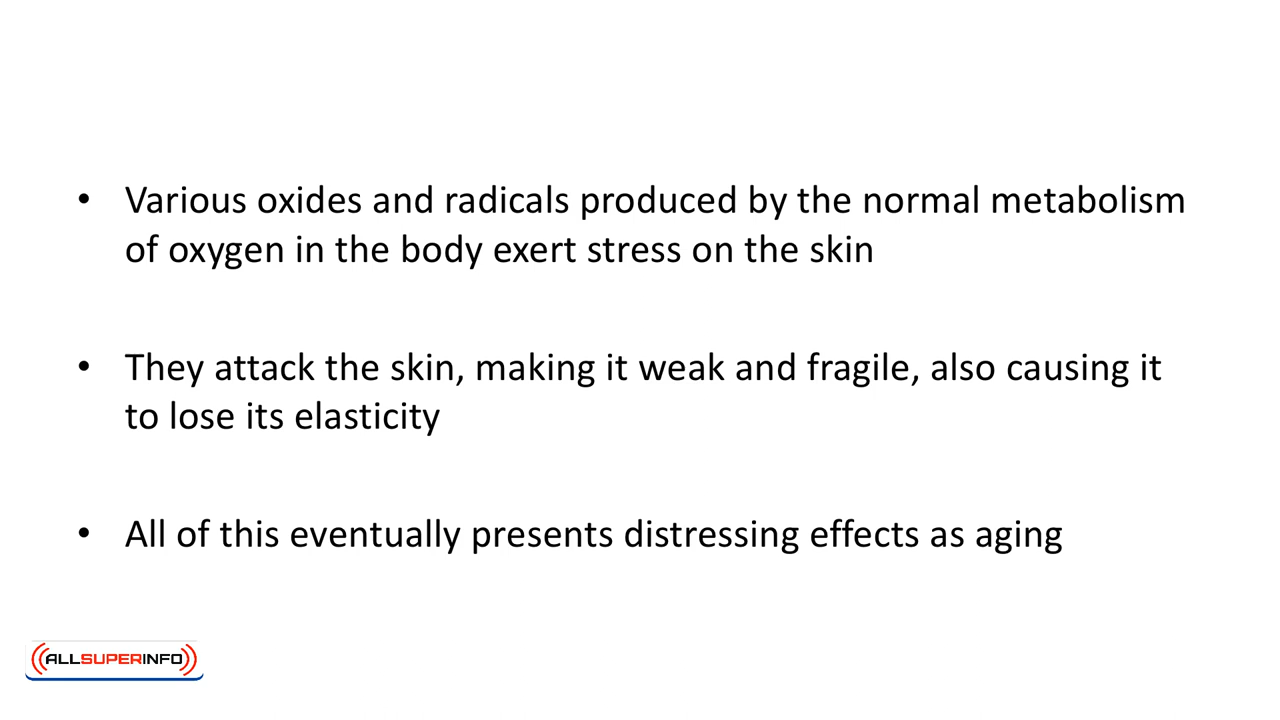 • Various oxides and radicals produced by the normal metabolism
of oxygen in the body exert stress on the skin
• They attack the skin, making it weak and fragile, also causing it
to lose its elasticity
• All of this eventually presents distressing effects as aging
ALLSUPERINFO